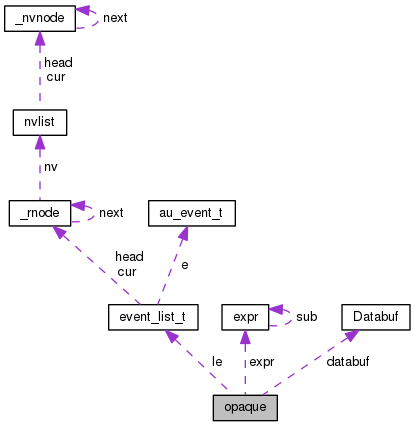 _nvnode
next
head
cur
nvlist
nv
_rnode
next
au_event_t
head
cur
e
event_list_t
expr
sub
Databuf
le
expr
databuf
opaque